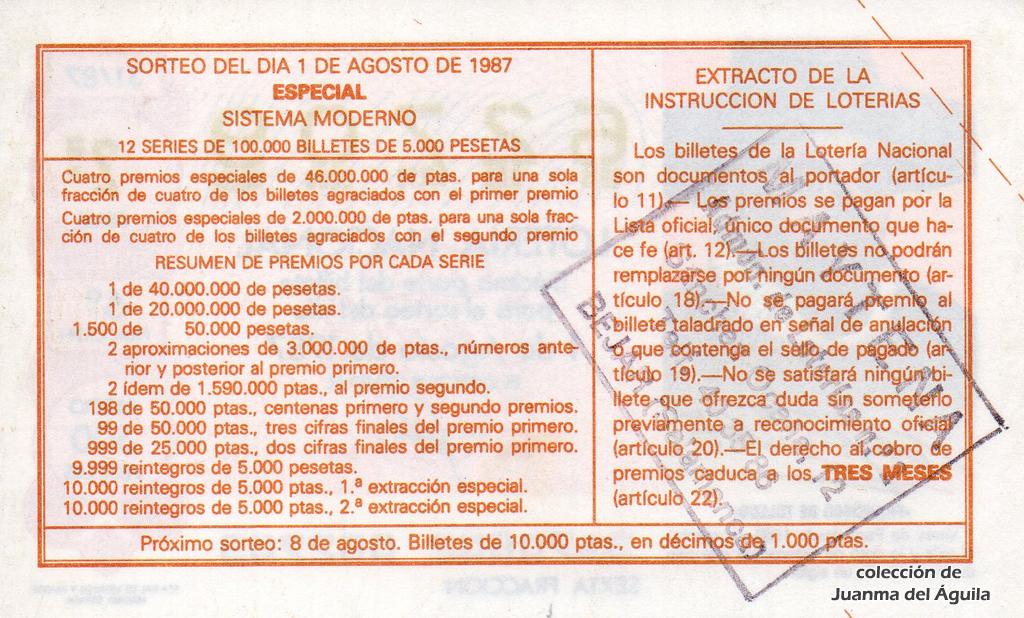 SORTEO DEL DIA 1 DE AGOSTO DE 1987
ESPECIAL
SISTEMA MODERNO
12 SERIES DE 100.000 BILLETES DE 5.000 PESETAS
Cuatro premios especiales de 46.000.000 de ptas. para una sola
fracción de cuatro de los billetes agraciados con el primer premio
Cuatro premios especiales de 2.000.000 de ptas. para una sola frac-
ción de cuatro de los billetes agraciados con el segundo premio
RESUMEN DE PREMIOS POR CADA SERIE
1 de 40.000.000 de pesetas.
1 de 20.000.000 de pesetas.
1.500 de 50.000 pesetas.
2 aproximaciones de 3.000.000 de ptas., números ante-
rior y posterior al premio primero.
2 ídem de 1.590.000 ptas., al premio segundo.
198 de 50.000 ptas., centenas primero y segundo premios.
99 de 50.000 ptas., tres cifras finales del premio primero.
999 de 25.000 ptas., dos cifras finales del premio primero.
9.999 reintegros de 5.000 pesetas.
10.000 reintegros de 5.000 ptas., 1.ª extracción especial.
10.000 reintegros de 5.000 ptas., 2.ª extracción especial.
EXTRACTO DE LA
INSTRUCCION DE LOTERIAS
Los billetes de la Lotería Nacional
son documentos al portador (artícu-
lo 11).—Los premios se pagan por la
Lista oficial, único documento que ha-
ce fe (art. 12).—Los billetes no podrán
remplazarse por ningún documento (ar-
tículo 18).—No se pagará premio al
billete taladrado en señal de anulación
o que contenga el sello de pagado (ar-
tículo 19).—No se satisfará ningún bi-
llete que ofrezca duda sin someterlo
previamente a reconocimiento oficial
(artículo 20).—El derecho al cobro de
premios caduca a los TRES MESES
(artículo 22).
Próximo sorteo: 8 de agosto. Billetes de 10.000 ptas., en décimos de 1.000 ptas.
MAYTENA
Admón. de Loterías
Sánchez Ocaña, 12
BEJAR (Salamanca)
colección de
Juanma del Águila